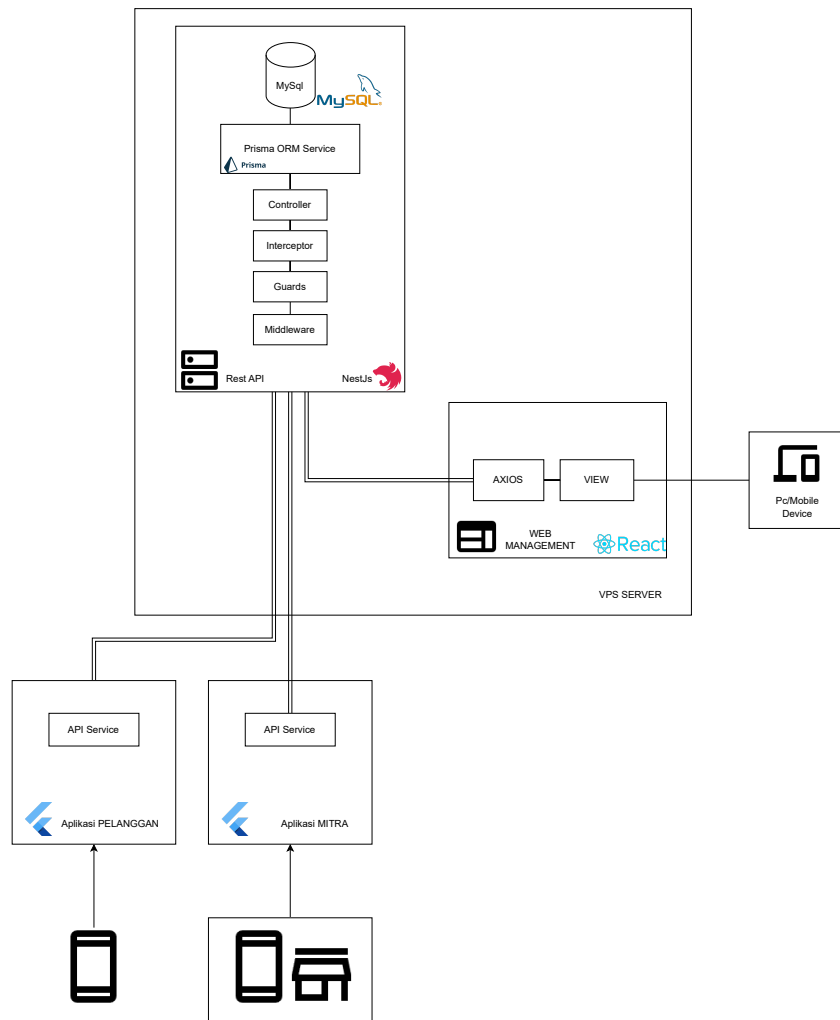 MySql
MySQL
Prisma ORM Service
Prisma
Controller
Interceptor
Guards
Middleware
Rest API
NestJs
AXIOS
VIEW
WEB
MANAGEMENT
React
Pc/Mobile
Device
VPS SERVER
API Service
API Service
Aplikasi PELANGGAN
Aplikasi MITRA